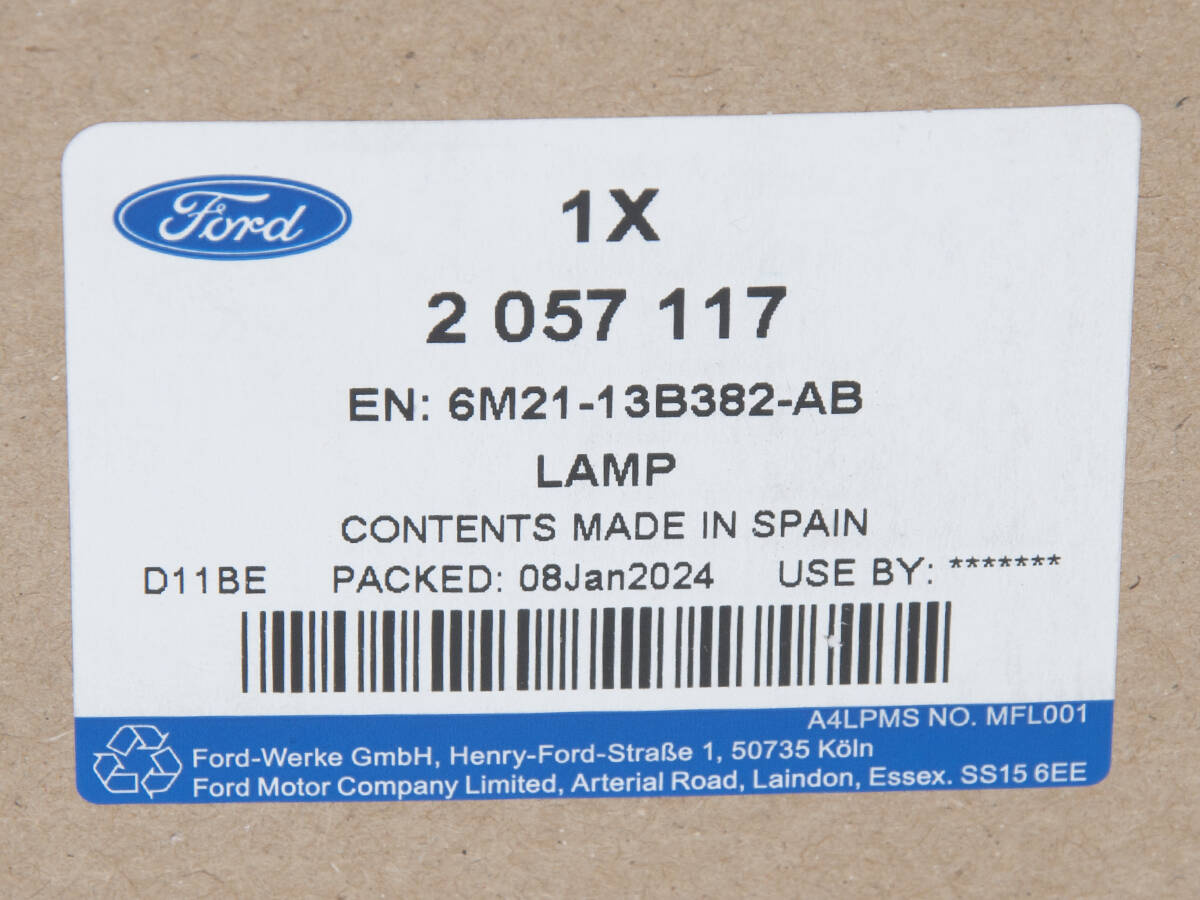 Ford
1X
2 057 117
EN: 6M21-13B382-AB
LAMP
CONTENTS MADE IN SPAIN
D11BE PACKED: 08Jan2024 USE BY: *******
A4LPMS NO. MFL001
Ford-Werke GmbH, Henry-Ford-Straße 1, 50735 Köln
Ford Motor Company Limited, Arterial Road, Laindon, Essex. SS15 6EE